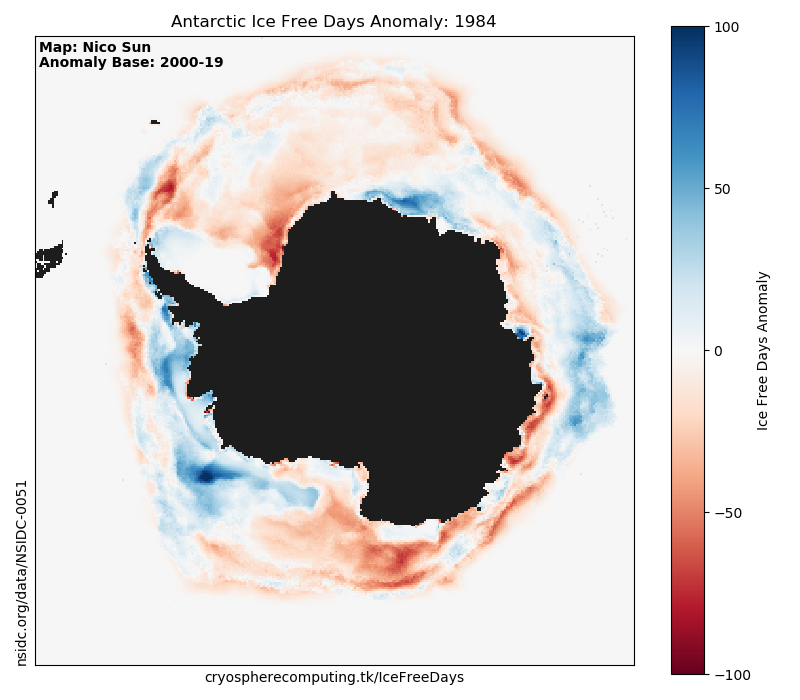 Antarctic Ice Free Days Anomaly: 1984
Map: Nico Sun
Anomaly Base: 2000-19
nsidc.org/data/NSIDC-0051
cryospherecomputing.tk/IceFreeDays
100
50
0
−50
−100
Ice Free Days Anomaly